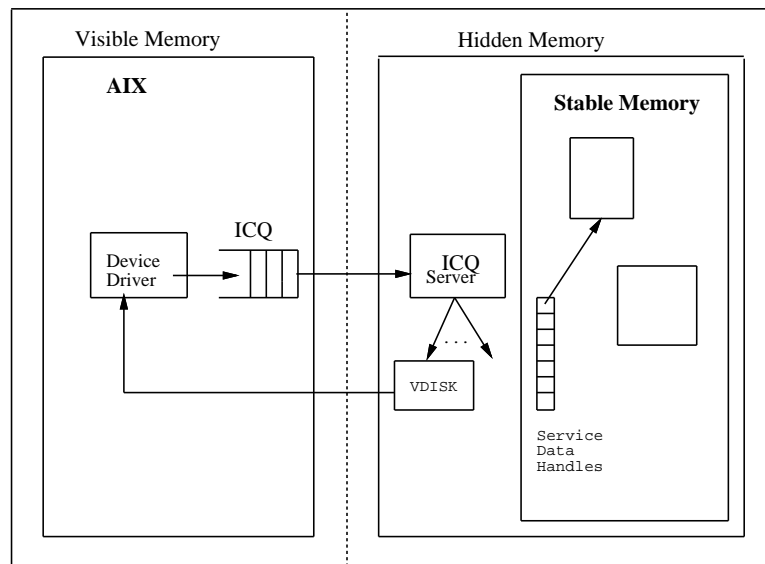 Visible Memory
Hidden Memory
AIX
Stable Memory
ICQ
Device
Driver
ICQ
Server
. . .
VDISK
Service
Data
Handles